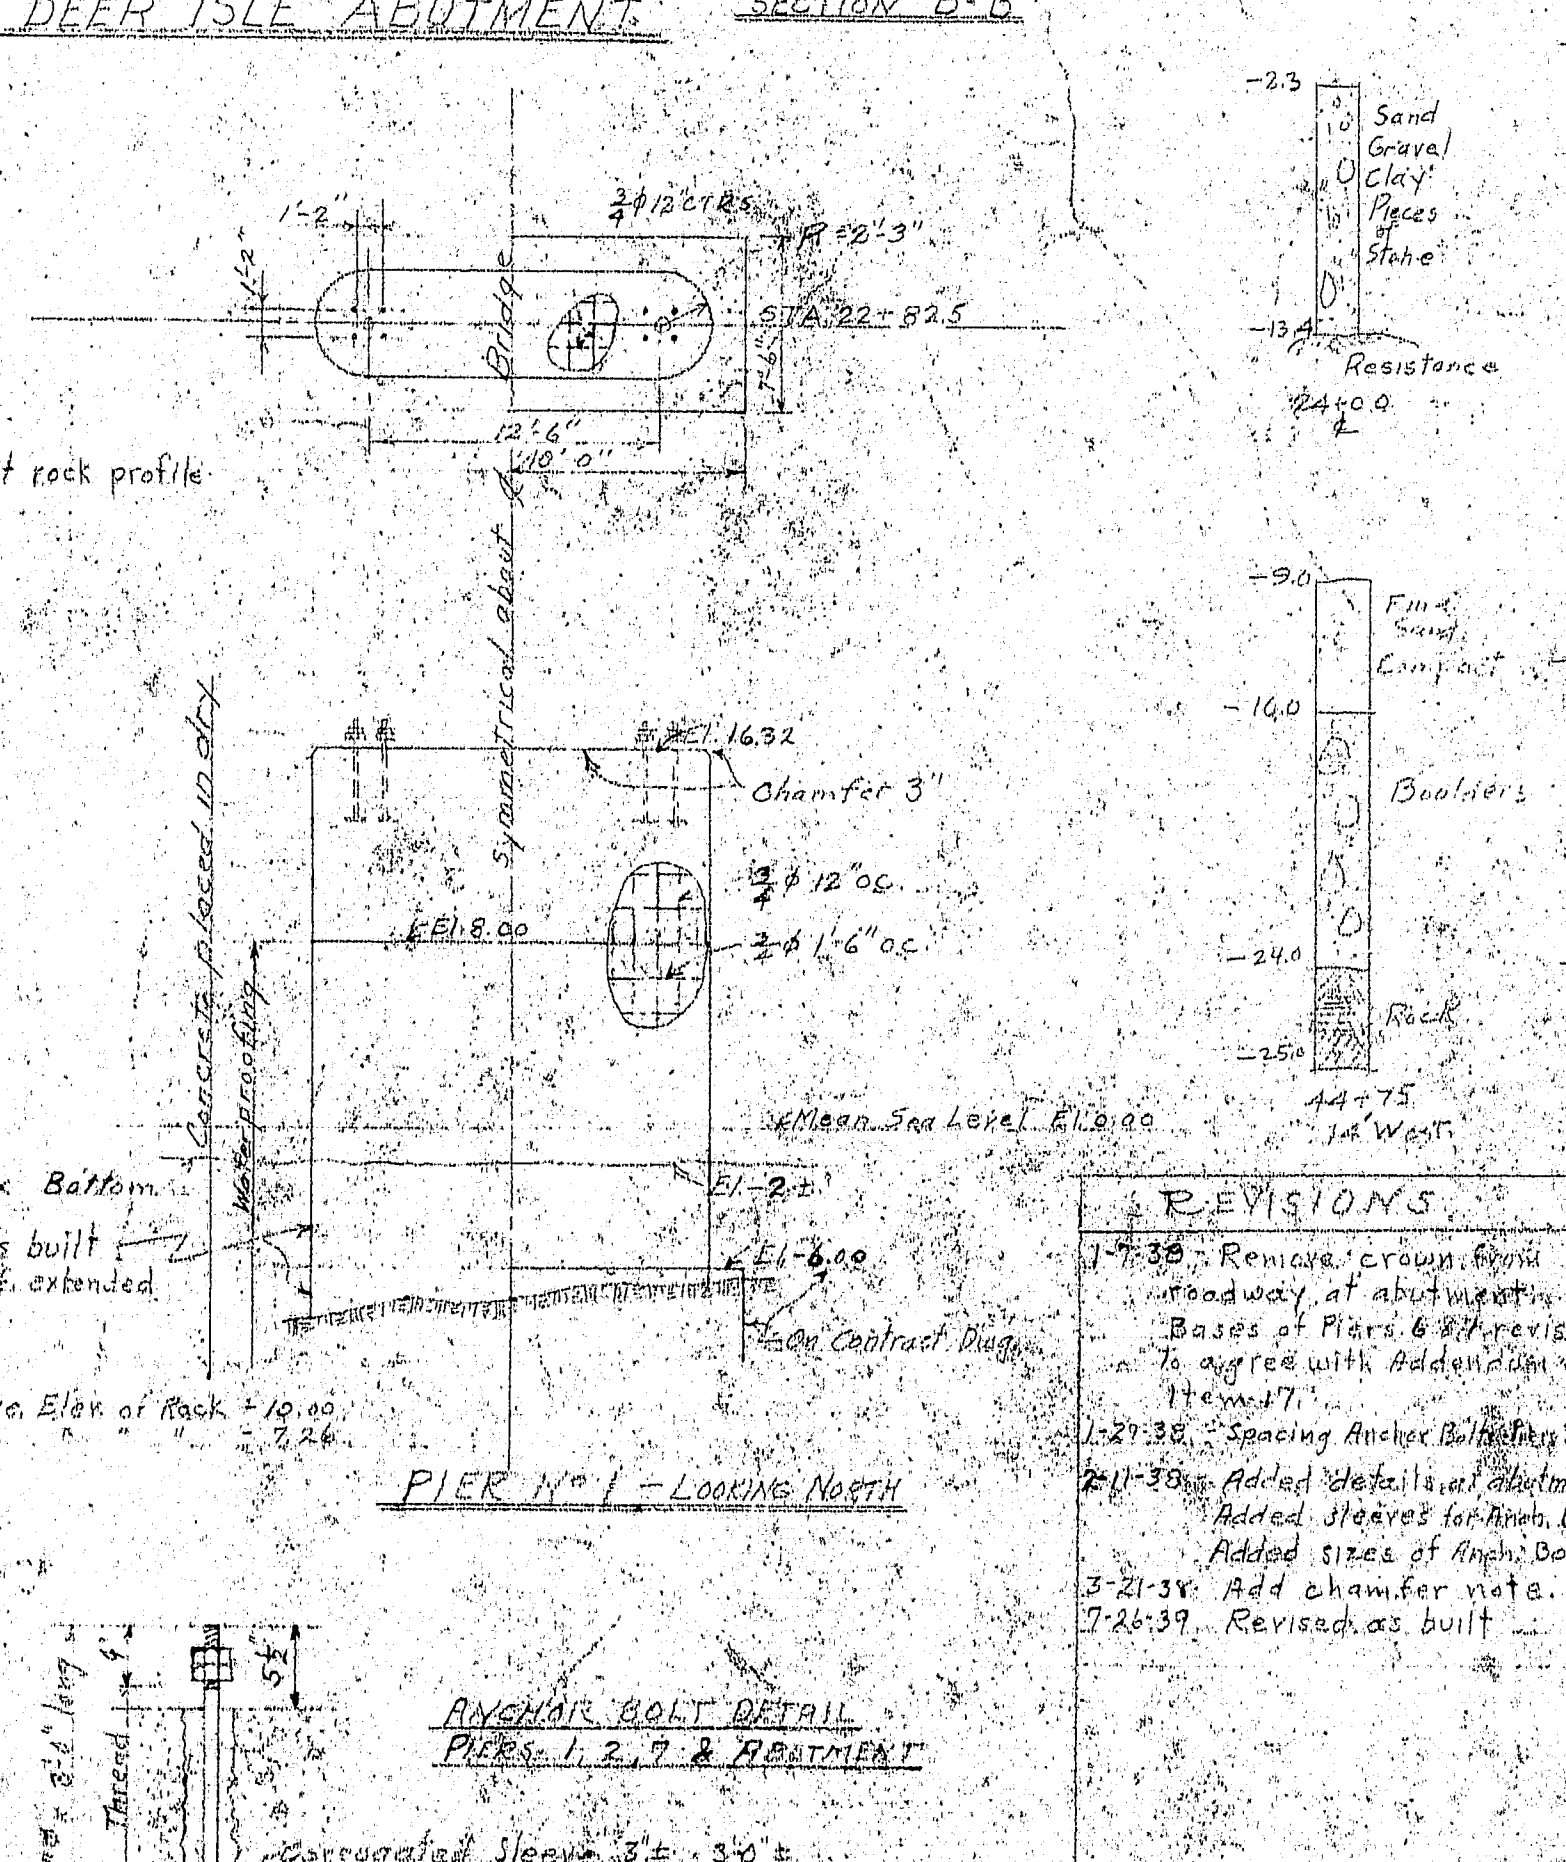 DEER ISLE ABUTMENT
SECTION
-2.3
Sand
Gravel
Clay
Pieces
of
Stone
-13.4
Resistance
24+00
℄
1'-2"
1'-2"
3/4 φ 12" CTRS
R=2'-3"
STA. 22+82.5
7'-6"
12'-6"
10'-0"
rock profile
Symmetrical about ℄ Bridge
-9.0
Fine
Sand
Compact
-16.0
Boulders
-24.0
Rock
-25.0
44+75
14' West
El. 16.32
Chamfer 3"
3/4 φ 12" O.C.
El. 8.00
3/4 φ 1'-6" O.C.
Concrete placed in dry
Waterproofing
Mean Sea Level El. 0.00
El. -2±
El. -6.00
On Contract Dwg.
Bottom
built
extended
Elev. of Rock -10.00
" " " - 7.26
PIER Nº 1 - LOOKING NORTH
REVISIONS
1-7-38 - Remove crown from
roadway at abutment.
Bases of Piers 6 & 7 revis
to agree with Addendum
Item 17.
1-27-38 - Spacing Anchor Bolts Piers
2-11-38 - Added details at abutm
Added sleeves for Anch.
Added sizes of Anch. Bo
3-21-38 Add chamfer note.
7-26-39 Revised as built
Thread 9"
5 1/2"
long
ANCHOR BOLT DETAIL
PIERS 1, 2, 7 & ABUTMENT
Corrugated Sleeve 3"± 3'0"±